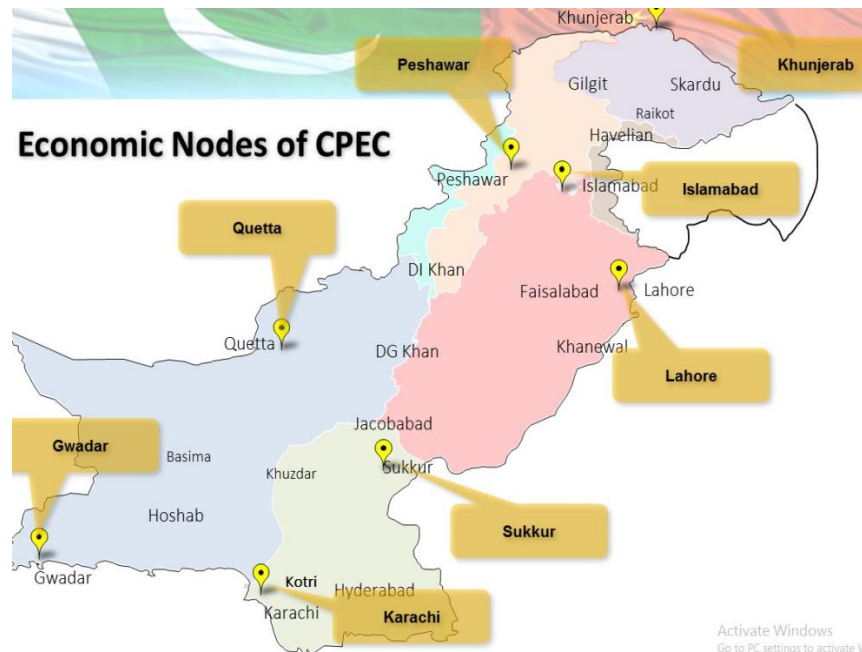 Khunjerab
Peshawar
Khunjerab
Gilgit
Skardu
Raikot
Economic Nodes of CPEC
Havelian
Peshawar
Islamabad
Islamabad
Quetta
DI Khan
Faisalabad
Lahore
Quetta
DG Khan
Khanewal
Lahore
Jacobabad
Gwadar
Basima
Khuzdar
Sukkur
Hoshab
Sukkur
Gwadar
Kotri
Hyderabad
Karachi
Karachi
Activate Windows
Go to PC settings to activate